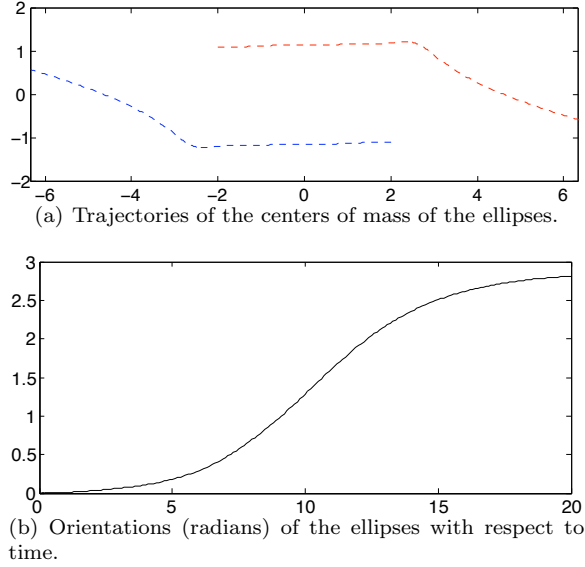 2
1
0
−1
−2
−6 −4 −2 0 2 4 6
(a) Trajectories of the centers of mass of the ellipses.
3
2.5
2
1.5
1
0.5
0
0 5 10 15 20
(b) Orientations (radians) of the ellipses with respect to
time.